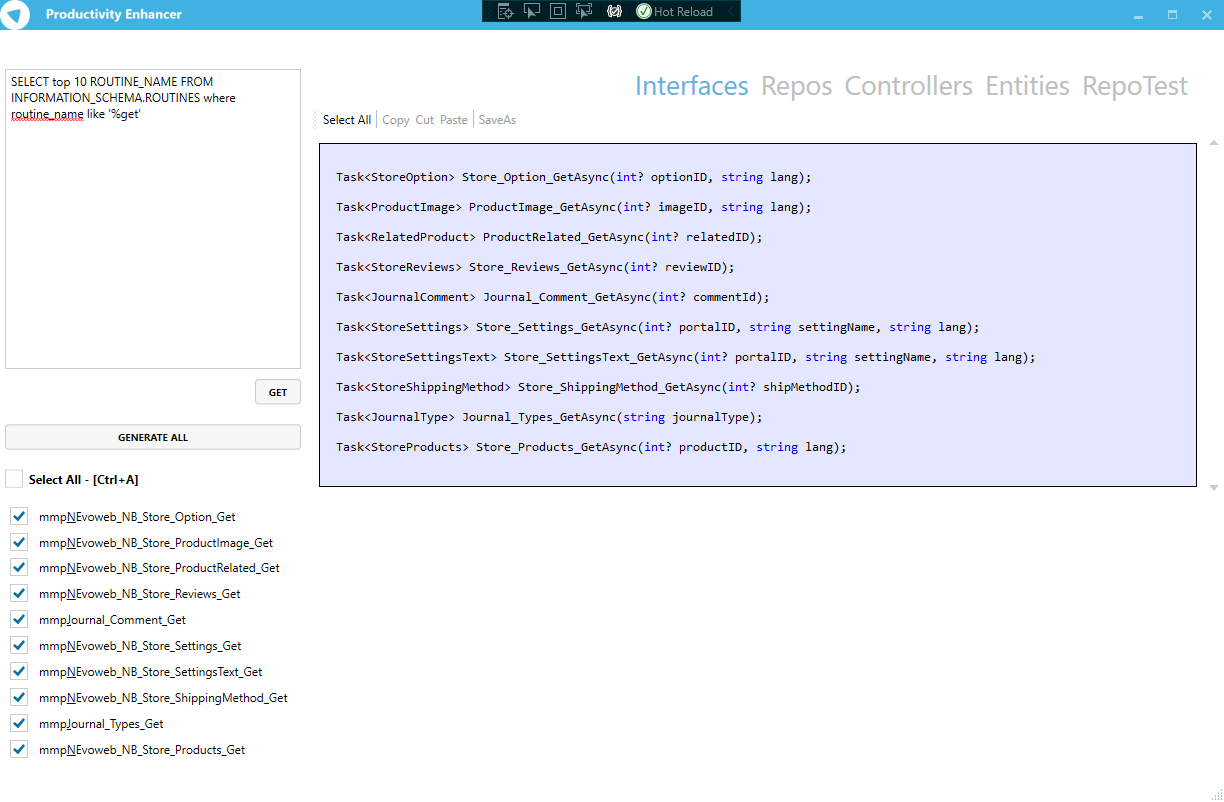 Productivity Enhancer
Hot Reload
SELECT top 10 ROUTINE_NAME FROM
INFORMATION_SCHEMA.ROUTINES where
routine_name like '%get'
GET
GENERATE ALL
Select All - [Ctrl+A]
mmpNEvoweb_NB_Store_Option_Get
mmpNEvoweb_NB_Store_ProductImage_Get
mmpNEvoweb_NB_Store_ProductRelated_Get
mmpNEvoweb_NB_Store_Reviews_Get
mmpJournal_Comment_Get
mmpNEvoweb_NB_Store_Settings_Get
mmpNEvoweb_NB_Store_SettingsText_Get
mmpNEvoweb_NB_Store_ShippingMethod_Get
mmpJournal_Types_Get
mmpNEvoweb_NB_Store_Products_Get
Interfaces Repos Controllers Entities RepoTest
Select All Copy Cut Paste SaveAs
Task<StoreOption> Store_Option_GetAsync(int? optionID, string lang);
Task<ProductImage> ProductImage_GetAsync(int? imageID, string lang);
Task<RelatedProduct> ProductRelated_GetAsync(int? relatedID);
Task<StoreReviews> Store_Reviews_GetAsync(int? reviewID);
Task<JournalComment> Journal_Comment_GetAsync(int? commentId);
Task<StoreSettings> Store_Settings_GetAsync(int? portalID, string settingName, string lang);
Task<StoreSettingsText> Store_SettingsText_GetAsync(int? portalID, string settingName, string lang);
Task<StoreShippingMethod> Store_ShippingMethod_GetAsync(int? shipMethodID);
Task<JournalType> Journal_Types_GetAsync(string journalType);
Task<StoreProducts> Store_Products_GetAsync(int? productID, string lang);